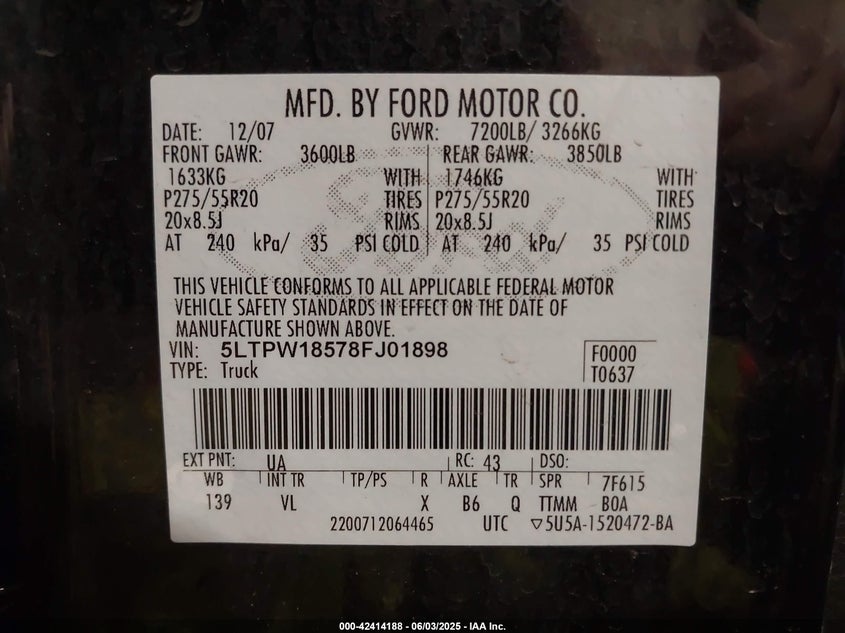 MFD. BY FORD MOTOR CO.
DATE: 12/07 GVWR: 7200LB/ 3266KG
FRONT GAWR: 3600LB REAR GAWR: 3850LB
1633KG WITH 1746KG WITH
P275/55R20 TIRES P275/55R20 TIRES
20x8.5J RIMS 20x8.5J RIMS
AT 240 kPa/ 35 PSI COLD AT 240 kPa/ 35 PSI COLD
THIS VEHICLE CONFORMS TO ALL APPLICABLE FEDERAL MOTOR
VEHICLE SAFETY STANDARDS IN EFFECT ON THE DATE OF
MANUFACTURE SHOWN ABOVE.
VIN: 5LTPW18578FJ01898 F0000
TYPE: Truck T0637
EXT PNT: UA RC: 43 DSO:
WB INT TR TP/PS R AXLE TR SPR 7F615
139 VL X B6 Q TTMM BOA
2200712064465 UTC ▽5U5A-1520472-BA
000-42414188 - 06/03/2025 - IAA Inc.